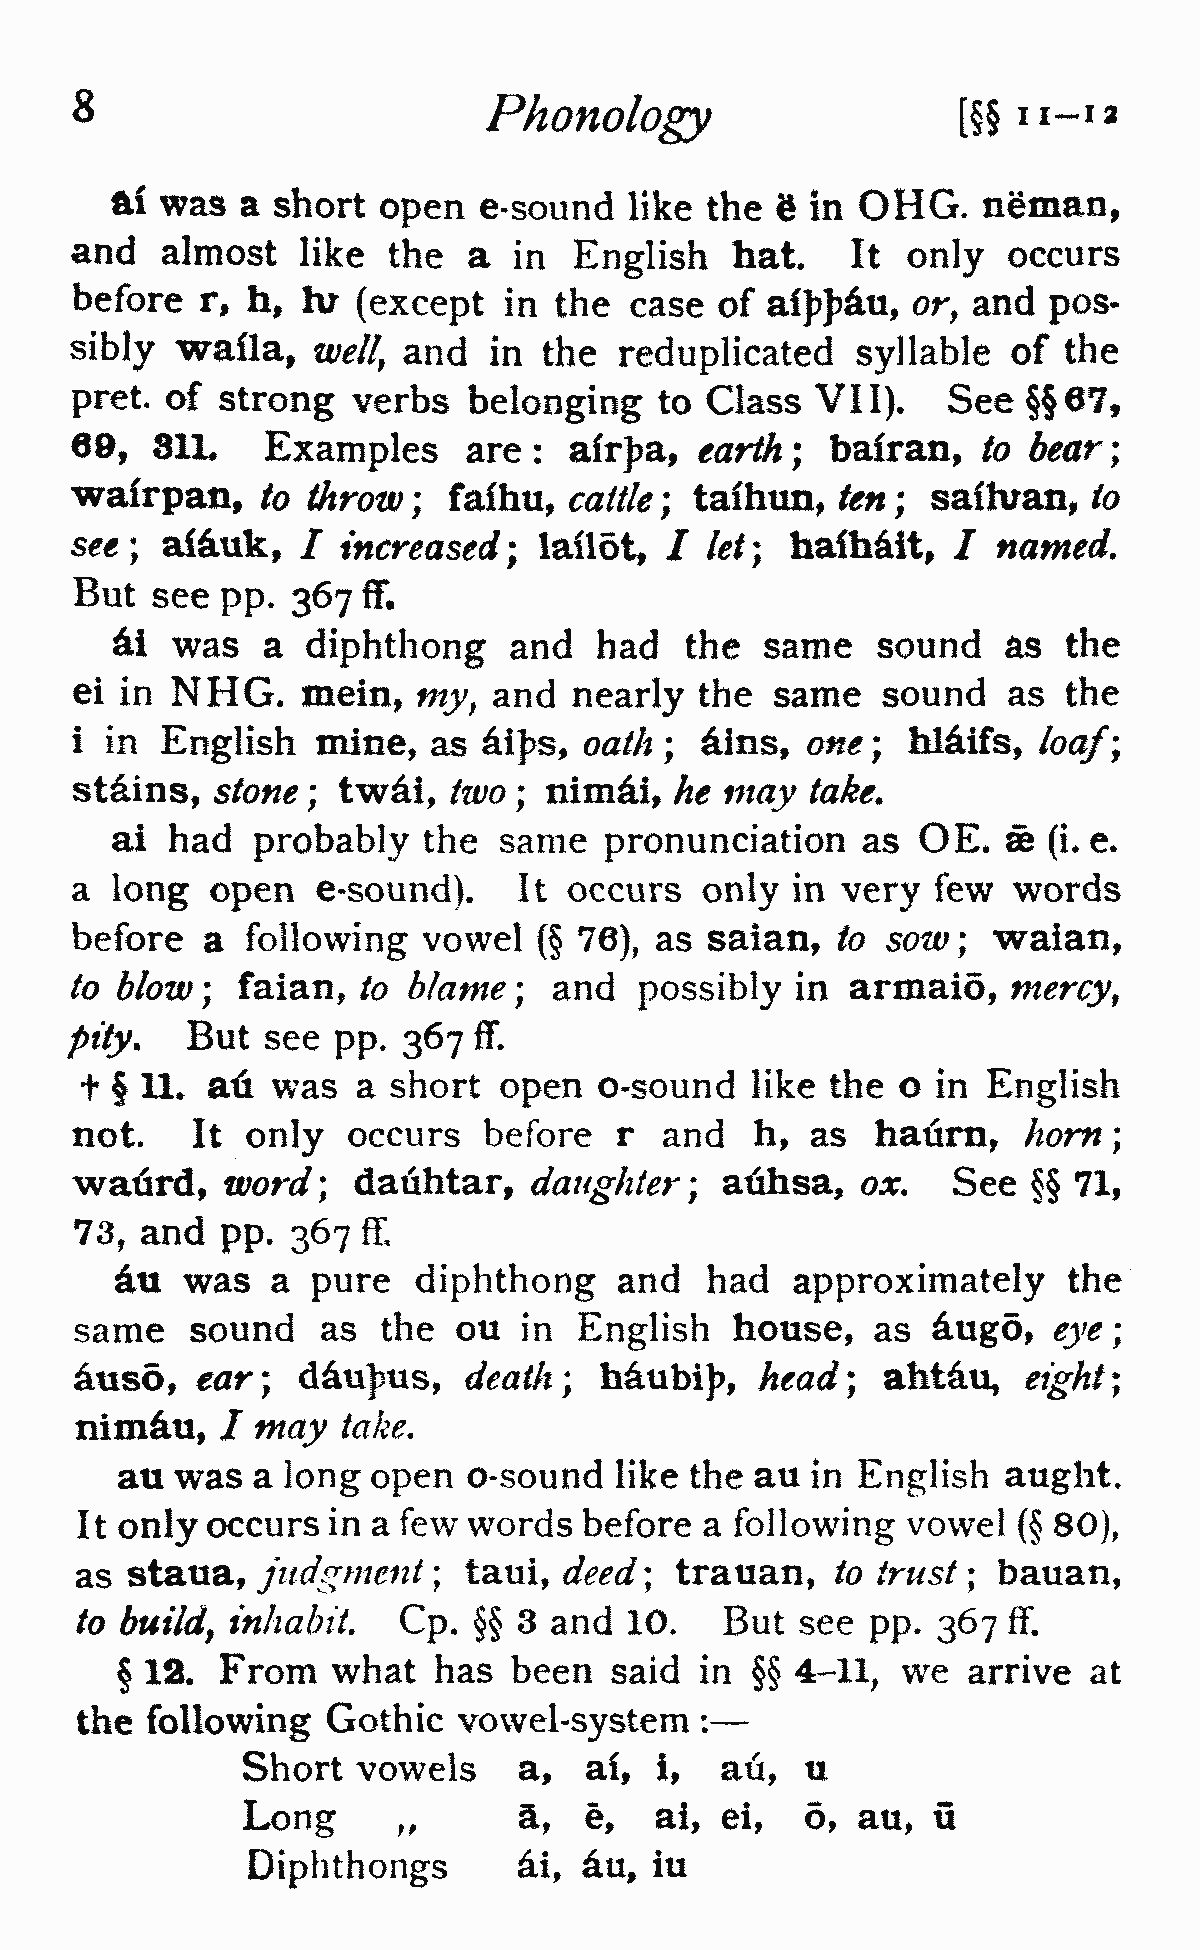 8 Phonology [§§ 11–12
aí was a short open e-sound like the ë in OHG. nëman,
and almost like the a in English hat. It only occurs
before r, h, ƕ (except in the case of aíþþáu, or, and pos-
sibly waíla, well, and in the reduplicated syllable of the
pret. of strong verbs belonging to Class VII). See §§ 67,
69, 311. Examples are : aírþa, earth ; baíran, to bear ;
waírpan, to throw ; faíhu, cattle ; taíhun, ten ; saíƕan, to
see ; aíáuk, I increased ; laílōt, I let ; haíháit, I named.
But see pp. 367 ff.
ái was a diphthong and had the same sound as the
ei in NHG. mein, my, and nearly the same sound as the
i in English mine, as áiþs, oath ; áins, one ; hláifs, loaf ;
stáins, stone ; twái, two ; nimái, he may take.
ai had probably the same pronunciation as OE. ǣ (i. e.
a long open e-sound). It occurs only in very few words
before a following vowel (§ 76), as saian, to sow ; waian,
to blow ; faian, to blame ; and possibly in armaiō, mercy,
pity. But see pp. 367 ff.
† § 11. aú was a short open o-sound like the o in English
not. It only occurs before r and h, as haúrn, horn ;
waúrd, word ; daúhtar, daughter ; aúhsa, ox. See §§ 71,
73, and pp. 367 ff.
áu was a pure diphthong and had approximately the
same sound as the ou in English house, as áugō, eye ;
áusō, ear ; dáuþus, death ; háubiþ, head ; ahtáu, eight ;
nimáu, I may take.
au was a long open o-sound like the au in English aught.
It only occurs in a few words before a following vowel (§ 80),
as staua, judgment ; taui, deed ; trauan, to trust ; bauan,
to build, inhabit. Cp. §§ 3 and 10. But see pp. 367 ff.
§ 12. From what has been said in §§ 4–11, we arrive at
the following Gothic vowel-system :—
Short vowels a, aí, i, aú, u
Long ,, ā, ē, ai, ei, ō, au, ū
Diphthongs ái, áu, iu